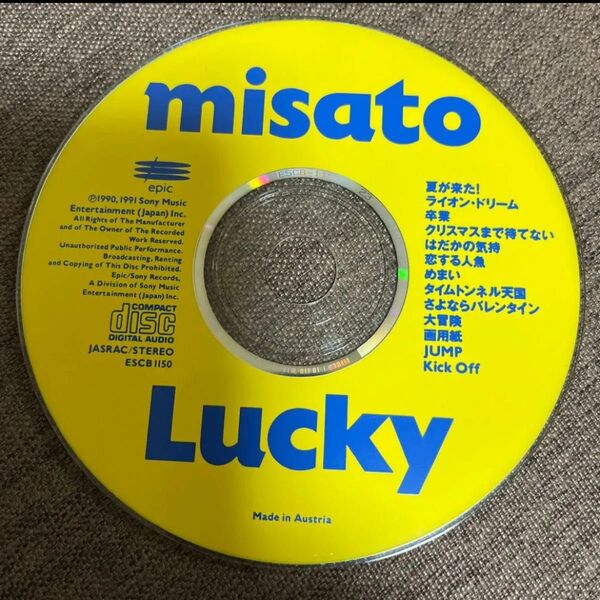 misato
epic
℗1990, 1991 Sony Music
Entertainment (Japan) Inc.
All Rights of The Manufacturer
and of The Owner of The Recorded
Work Reserved.
Unauthorized Public Performance.
Broadcasting, Renting
and Copying of This Disc Prohibited.
Epic/Sony Records,
A Division of Sony Music
Entertainment (Japan) Inc.
COMPACT
disc
DIGITAL AUDIO
JASRAC/STEREO
ESCB1150
夏が来た!
ライオン・ドリーム
卒業
クリスマスまで待てない
はだかの気持
恋する人魚
めまい
タイムトンネル天国
さよならバレンタイン
大冒険
画用紙
JUMP
Kick Off
Lucky
Made in Austria